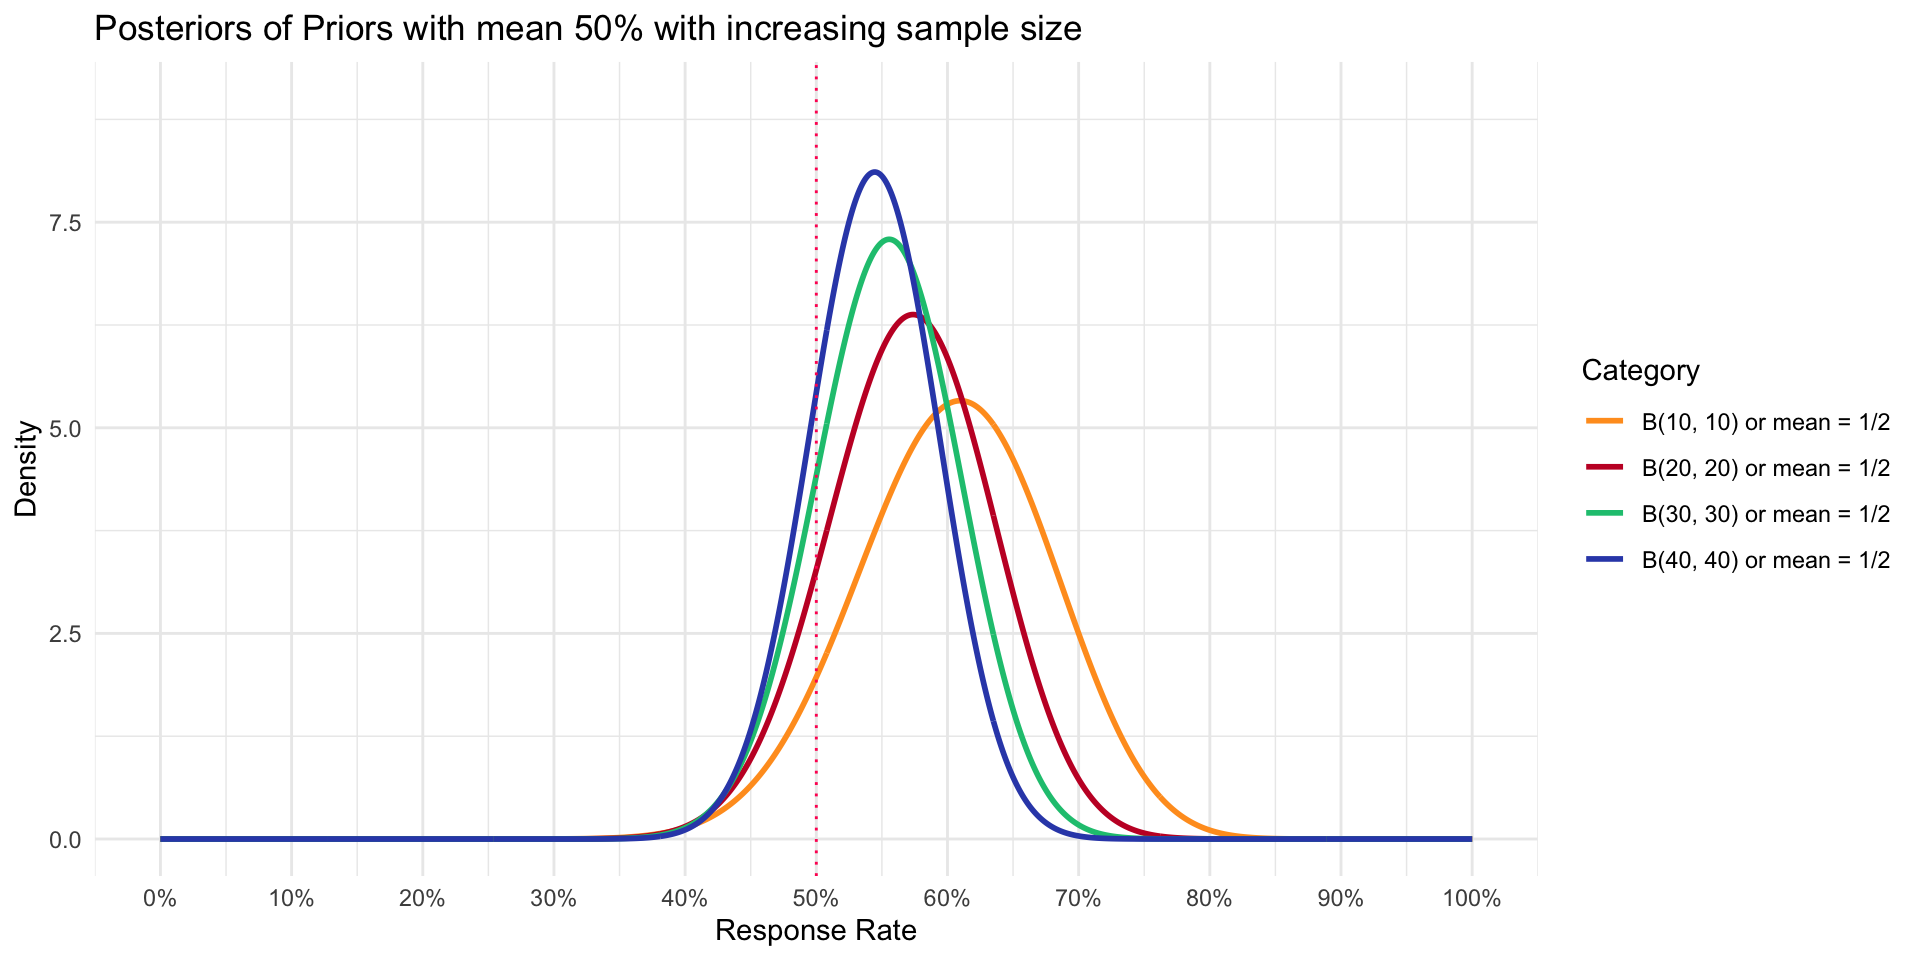 Posteriors of Priors with mean 50% with increasing sample size
7.5
5.0
2.5
0.0
Density
0% 10% 20% 30% 40% 50% 60% 70% 80% 90% 100%
Response Rate
Category
B(10, 10) or mean = 1/2
B(20, 20) or mean = 1/2
B(30, 30) or mean = 1/2
B(40, 40) or mean = 1/2